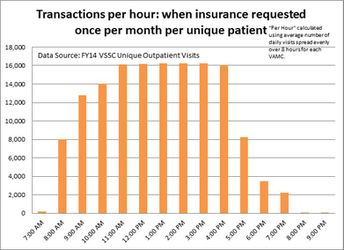 Transactions per hour: when insurance requested
once per month per unique patient
"Per Hour" calculated
using average number of
daily visits spread evenly
over 8 hours for each
VAMC.
Data Source: FY14 VSSC Unique Outpatient Visits
18,000
16,000
14,000
12,000
10,000
8,000
6,000
4,000
2,000
0
7:00 AM
8:00 AM
9:00 AM
10:00 AM
11:00 AM
12:00 PM
1:00 PM
2:00 PM
3:00 PM
4:00 PM
5:00 PM
6:00 PM
7:00 PM
8:00 PM
9:00 PM